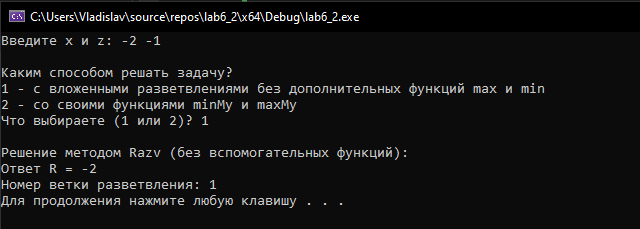 C:\Users\Vladislav\source\repos\lab6_2\x64\Debug\lab6_2.exe
Введите x и z: -2 -1
Каким способом решать задачу?
1 - с вложенными разветвлениями без дополнительных функций max и min
2 - со своими функциями minMy и maxMy
Что выбираете (1 или 2)? 1
Решение методом Razv (без вспомогательных функций):
Ответ R = -2
Номер ветки разветвления: 1
Для продолжения нажмите любую клавишу . . .